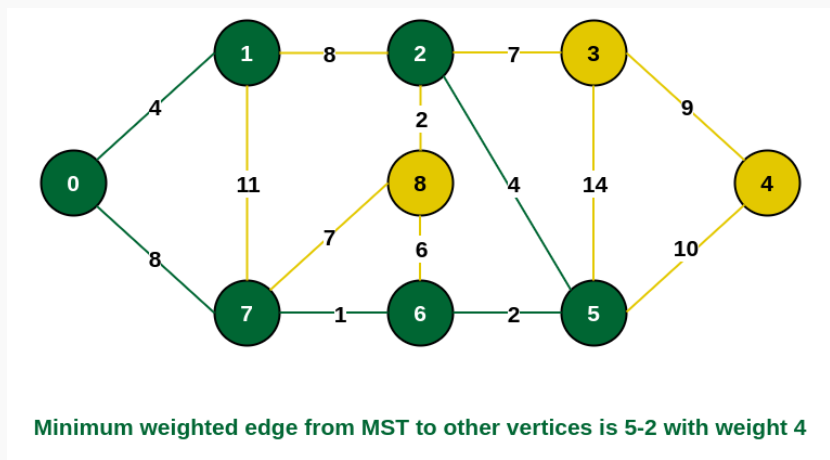 1 8 2 7 3
4 2 9
0 11 8 4 14 4
7
8 6 10
7 1 6 2 5
Minimum weighted edge from MST to other vertices is 5-2 with weight 4